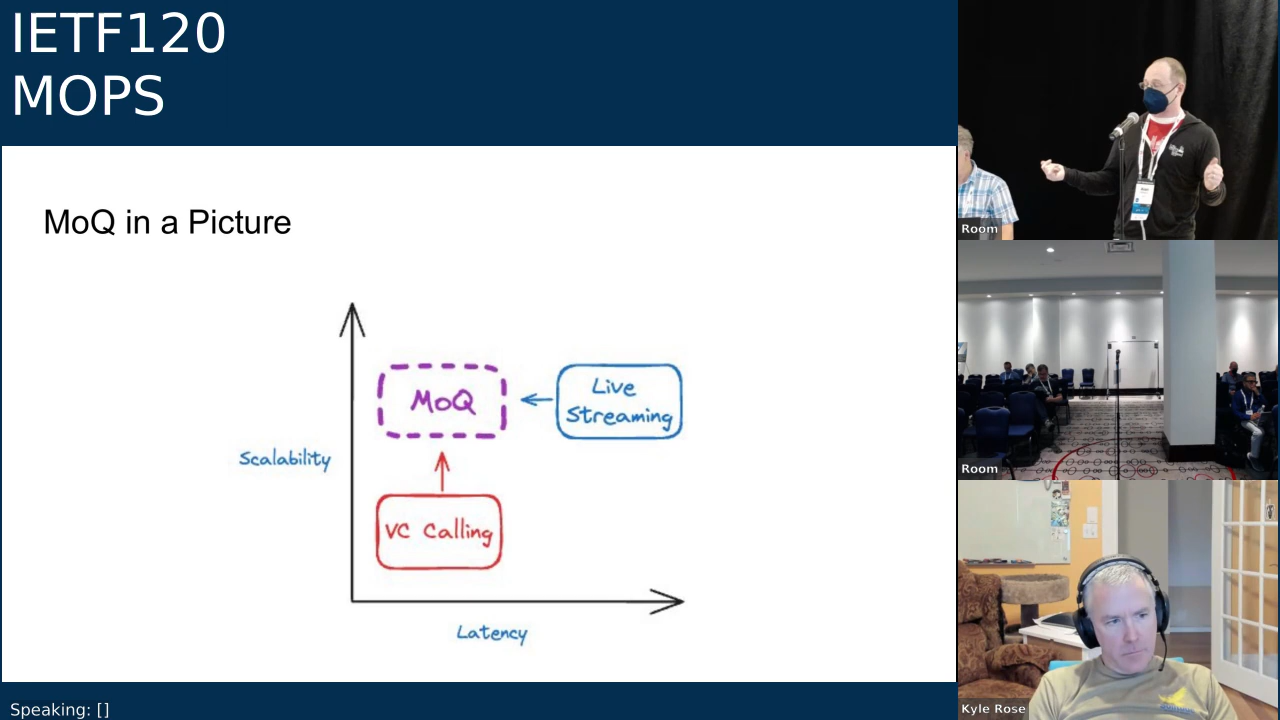 IETF120
MOPS
MoQ in a Picture
MoQ
Live
Streaming
Scalability
VC Calling
Latency
Speaking: []
Room
Room
Kyle Rose